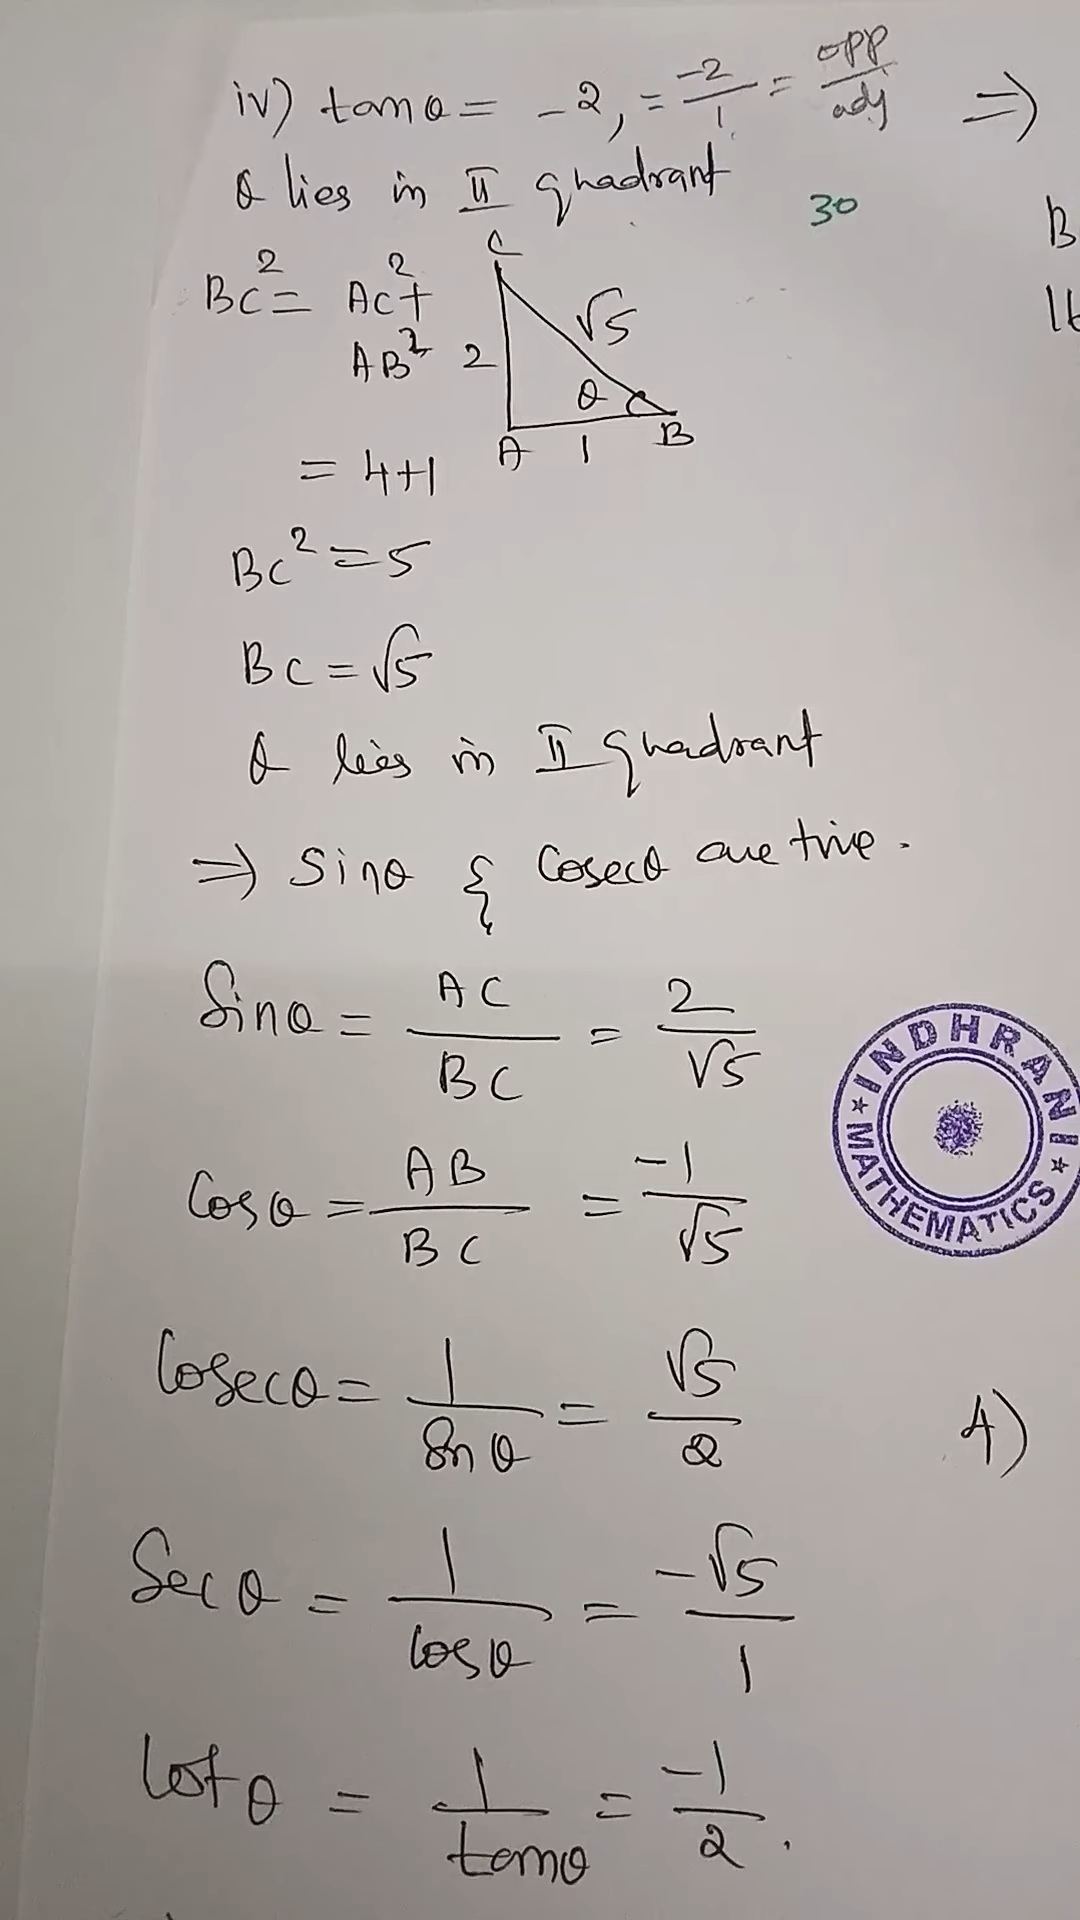 iv) tanθ = -2, = -2/1 = opp/adj ⇒
θ lies in II quadrant
30
B
BC² = AC² +
AB²
16
C
√5
2
θ
A 1 B
= 4+1
BC² = 5
BC = √5
θ lies in II quadrant
⇒ Sinθ & Cosecθ are +ive.
Sinθ = AC/BC = 2/√5
INDHRANI
MATHEMATICS
Cosθ = AB/BC = -1/√5
Cosecθ = 1/Sinθ = √5/2
4)
Secθ = 1/Cosθ = -√5/1
Cotθ = 1/tanθ = -1/2.